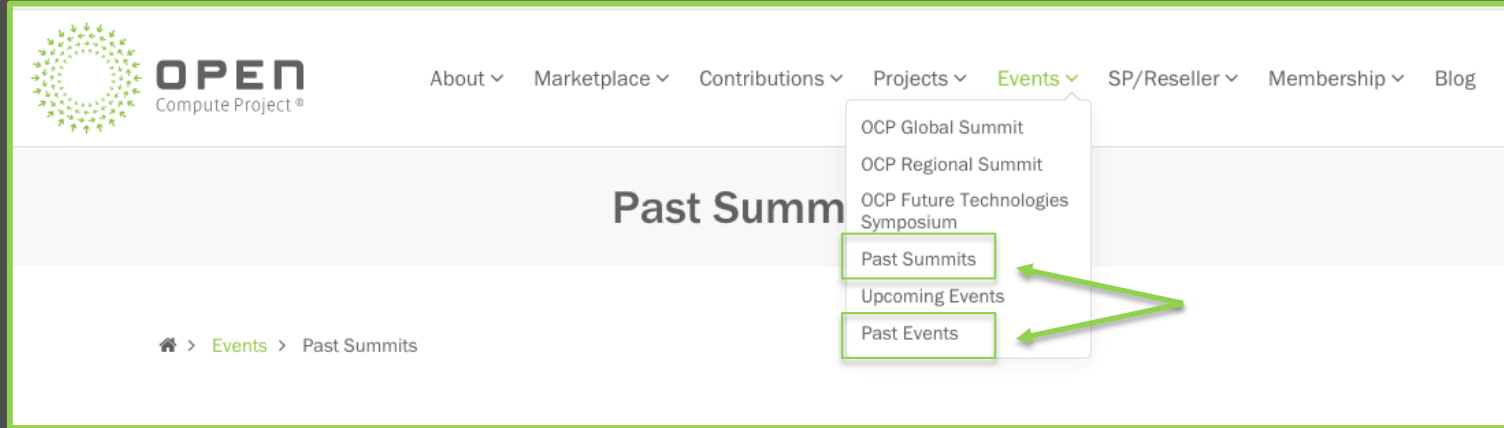 OPEN
Compute Project ®
About
Marketplace
Contributions
Projects
Events
SP/Reseller
Membership
Blog
OCP Global Summit
OCP Regional Summit
OCP Future Technologies
Symposium
Past Summits
Upcoming Events
Past Events
Past Summ
Events > Past Summits